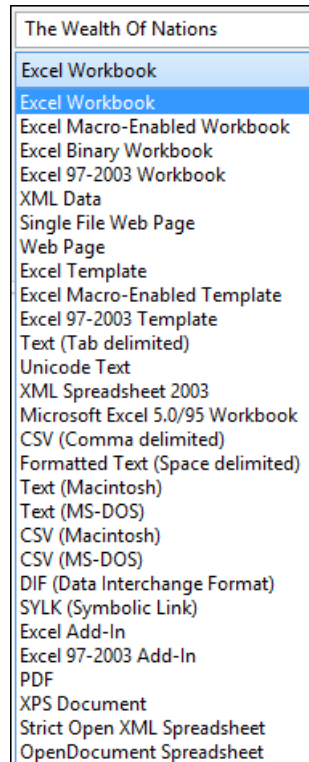 The Wealth Of Nations
Excel Workbook
Excel Workbook
Excel Macro-Enabled Workbook
Excel Binary Workbook
Excel 97-2003 Workbook
XML Data
Single File Web Page
Web Page
Excel Template
Excel Macro-Enabled Template
Excel 97-2003 Template
Text (Tab delimited)
Unicode Text
XML Spreadsheet 2003
Microsoft Excel 5.0/95 Workbook
CSV (Comma delimited)
Formatted Text (Space delimited)
Text (Macintosh)
Text (MS-DOS)
CSV (Macintosh)
CSV (MS-DOS)
DIF (Data Interchange Format)
SYLK (Symbolic Link)
Excel Add-In
Excel 97-2003 Add-In
PDF
XPS Document
Strict Open XML Spreadsheet
OpenDocument Spreadsheet